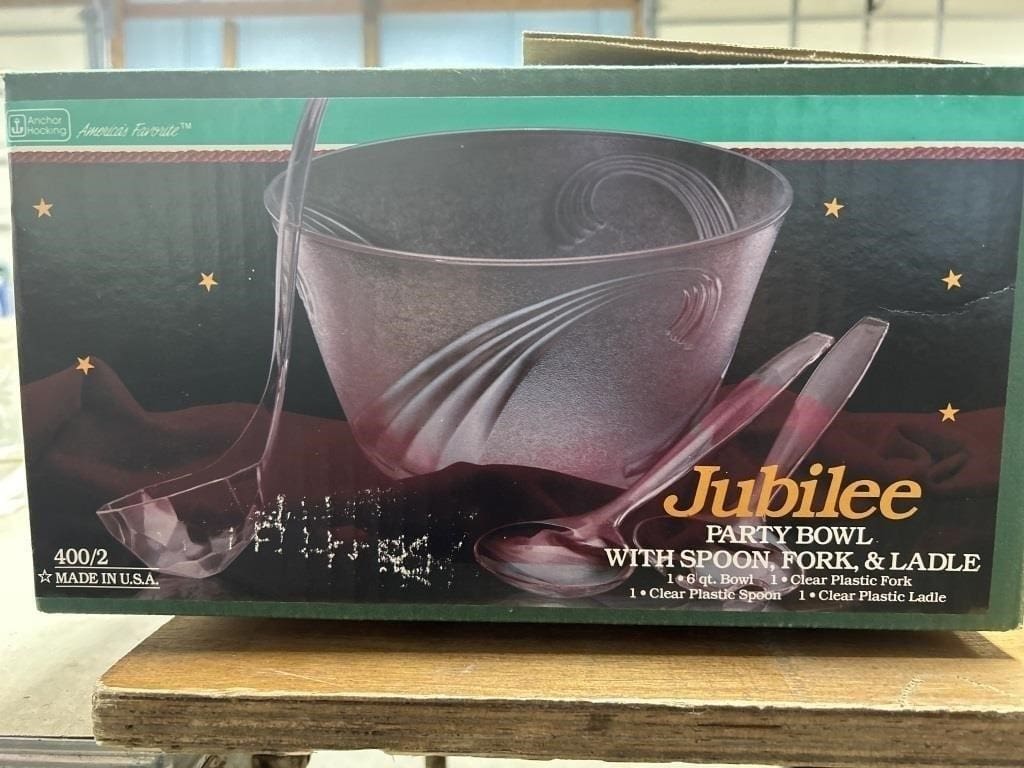 Anchor
Hocking
America's Favorite™
Jubilee
PARTY BOWL
WITH SPOON, FORK, & LADLE
1 • 6 qt. Bowl 1 • Clear Plastic Fork
1 • Clear Plastic Spoon 1 • Clear Plastic Ladle
400/2
☆ MADE IN U.S.A.